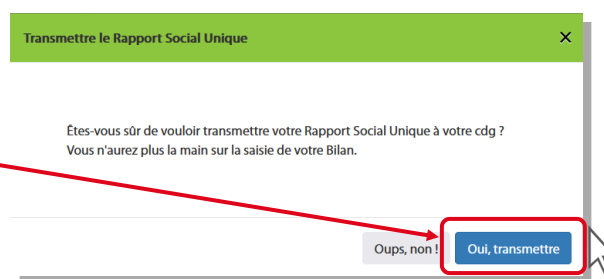 Transmettre le Rapport Social Unique ×
Êtes-vous sûr de vouloir transmettre votre Rapport Social Unique à votre cdg ?
Vous n'aurez plus la main sur la saisie de votre Bilan.
Oups, non ! Oui, transmettre